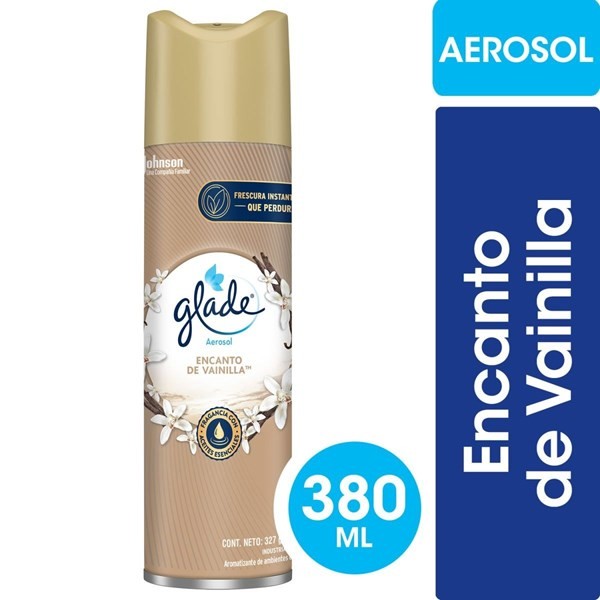 AEROSOL
Encanto
de Vainilla
Johnson
Una Compañía Familiar
FRESCURA INSTANT
QUE PERDUR
glade®
Aerosol
ENCANTO
DE VAINILLA™
FRAGANCIA CON
ACEITES ESENCIALES
380
ML
CONT. NETO: 327
INDUSTRI
Aromatizante de ambientes